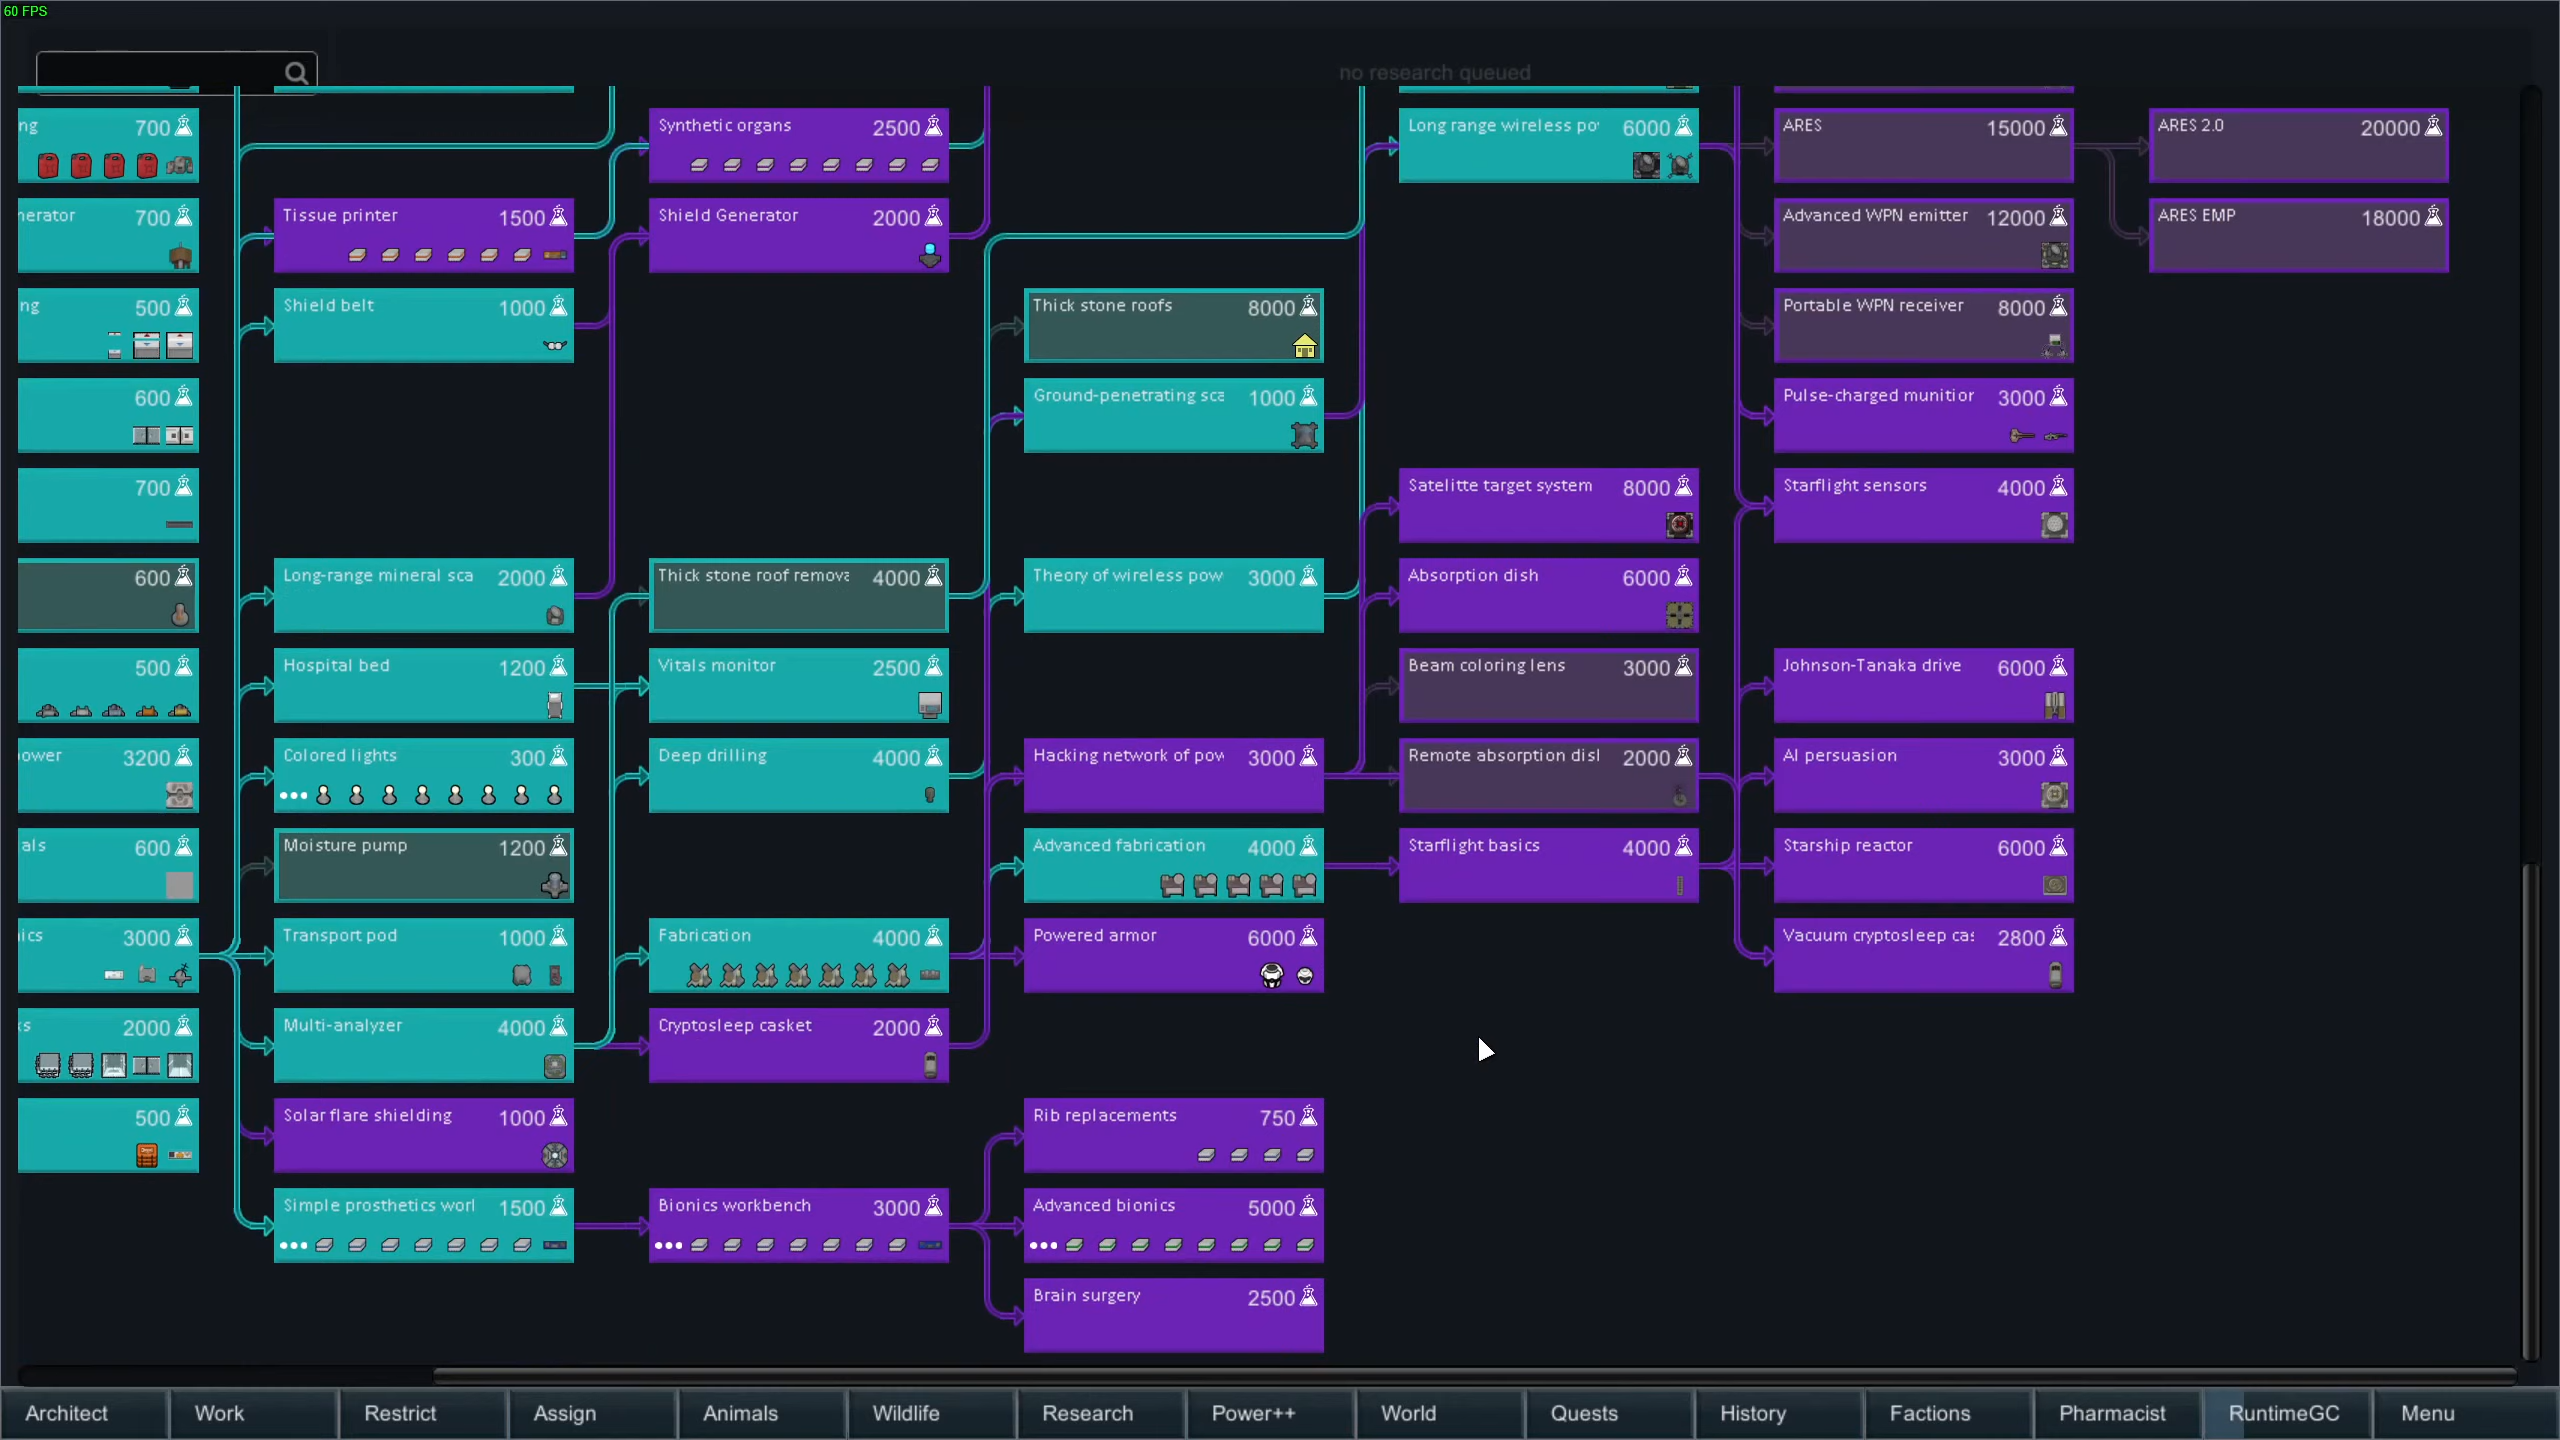 60 FPS
no research queued
ng 700
Synthetic organs 2500
Long range wireless po 6000
ARES 15000
ARES 2.0 20000
nerator 700
Tissue printer 1500
Shield Generator 2000
Advanced WPN emitter 12000
ARES EMP 18000
ng 500
Shield belt 1000
Thick stone roofs 8000
Portable WPN receiver 8000
600
Ground-penetrating sca 1000
Pulse-charged munition 3000
700
Satelitte target system 8000
Starflight sensors 4000
600
Long-range mineral sca 2000
Thick stone roof remova 4000
Theory of wireless pow 3000
Absorption dish 6000
500
Hospital bed 1200
Vitals monitor 2500
Beam coloring lens 3000
Johnson-Tanaka drive 6000
ower 3200
Colored lights 300
Deep drilling 4000
Hacking network of pow 3000
Remote absorption dish 2000
AI persuasion 3000
als 600
Moisture pump 1200
Advanced fabrication 4000
Starflight basics 4000
Starship reactor 6000
ics 3000
Transport pod 1000
Fabrication 4000
Powered armor 6000
Vacuum cryptosleep cas 2800
ks 2000
Multi-analyzer 4000
Cryptosleep casket 2000
500
Solar flare shielding 1000
Rib replacements 750
Simple prosthetics worl 1500
Bionics workbench 3000
Advanced bionics 5000
Brain surgery 2500
Architect Work Restrict Assign Animals Wildlife Research Power++ World Quests History Factions Pharmacist RuntimeGC Menu